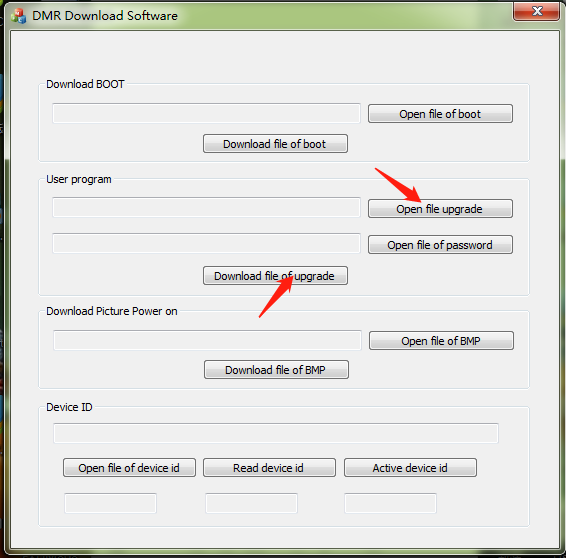 DMR Download Software
Download BOOT
Open file of boot
Download file of boot
User program
Open file upgrade
Open file of password
Download file of upgrade
Download Picture Power on
Open file of BMP
Download file of BMP
Device ID
Open file of device id
Read device id
Active device id